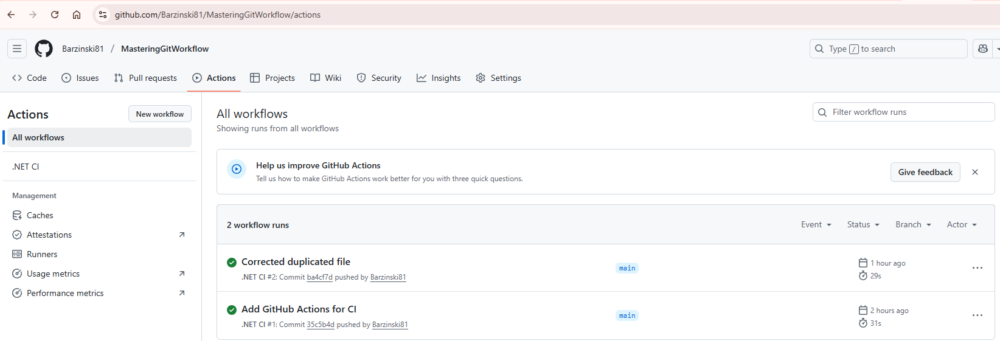 github.com/Barzinski81/MasteringGitWorkflow/actions
Barzinski81 / MasteringGitWorkflow
Type / to search
Code Issues Pull requests Actions Projects Wiki Security Insights Settings
Actions
New workflow
All workflows
.NET CI
Management
Caches
Attestations
Runners
Usage metrics
Performance metrics
All workflows
Showing runs from all workflows
Filter workflow runs
Help us improve GitHub Actions
Tell us how to make GitHub Actions work better for you with three quick questions.
Give feedback
2 workflow runs
Event Status Branch Actor
Corrected duplicated file
.NET CI #2: Commit ba4cf7d pushed by Barzinski81
main
1 hour ago
29s
Add GitHub Actions for CI
.NET CI #1: Commit 35c5b4d pushed by Barzinski81
main
2 hours ago
31s